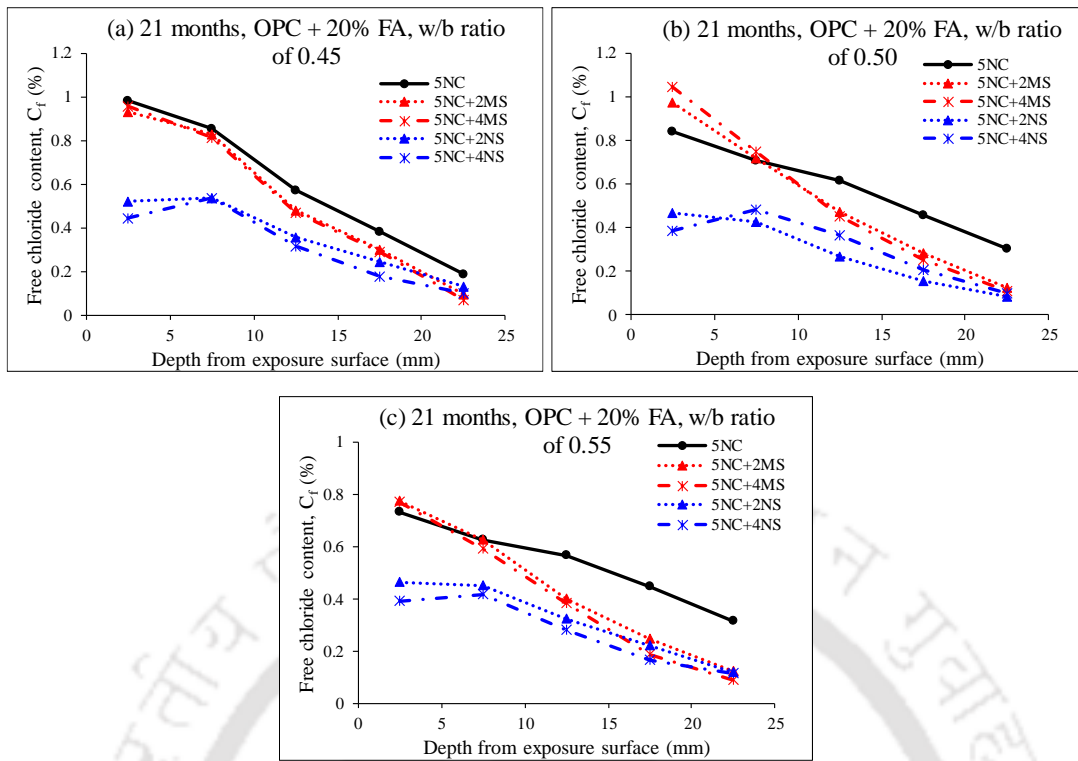 (a) 21 months, OPC + 20% FA, w/b ratio
of 0.45
Free chloride content, Cf (%)
1.2
1
0.8
0.6
0.4
0.2
0
0 5 10 15 20 25
Depth from exposure surface (mm)
5NC
5NC+2MS
5NC+4MS
5NC+2NS
5NC+4NS
(b) 21 months, OPC + 20% FA, w/b ratio
of 0.50
Free chloride content, Cf (%)
1.2
1
0.8
0.6
0.4
0.2
0
0 5 10 15 20 25
Depth from exposure surface (mm)
5NC
5NC+2MS
5NC+4MS
5NC+2NS
5NC+4NS
(c) 21 months, OPC + 20% FA, w/b ratio
of 0.55
Free chloride content, Cf (%)
1
0.8
0.6
0.4
0.2
0
0 5 10 15 20 25
Depth from exposure surface (mm)
5NC
5NC+2MS
5NC+4MS
5NC+2NS
5NC+4NS